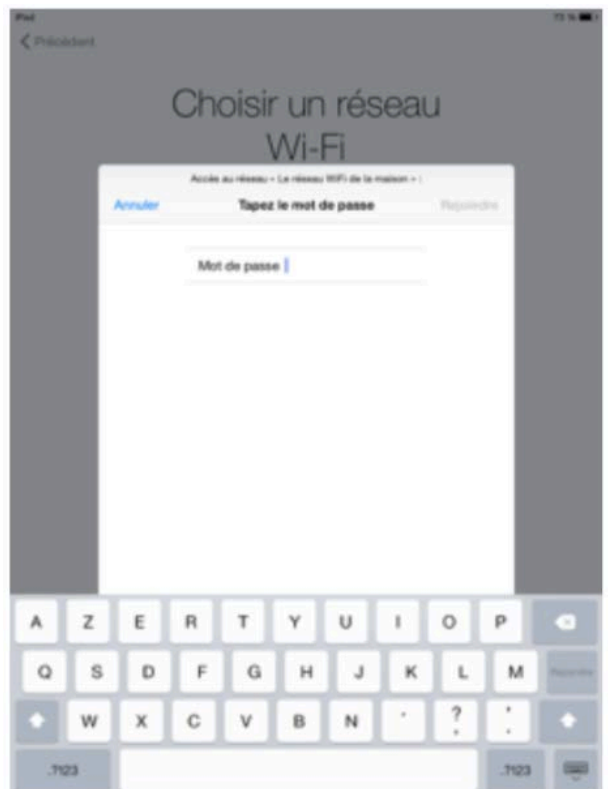 iPad
73 %
Précédent
Choisir un réseau
Wi-Fi
Accès au réseau « Le réseau WiFi de la maison » :
Annuler
Tapez le mot de passe
Rejoindre
Mot de passe
A Z E R T Y U I O P
Q S D F G H J K L M
Rejoindre
W X C V B N ' ? , : .
.?123
.?123